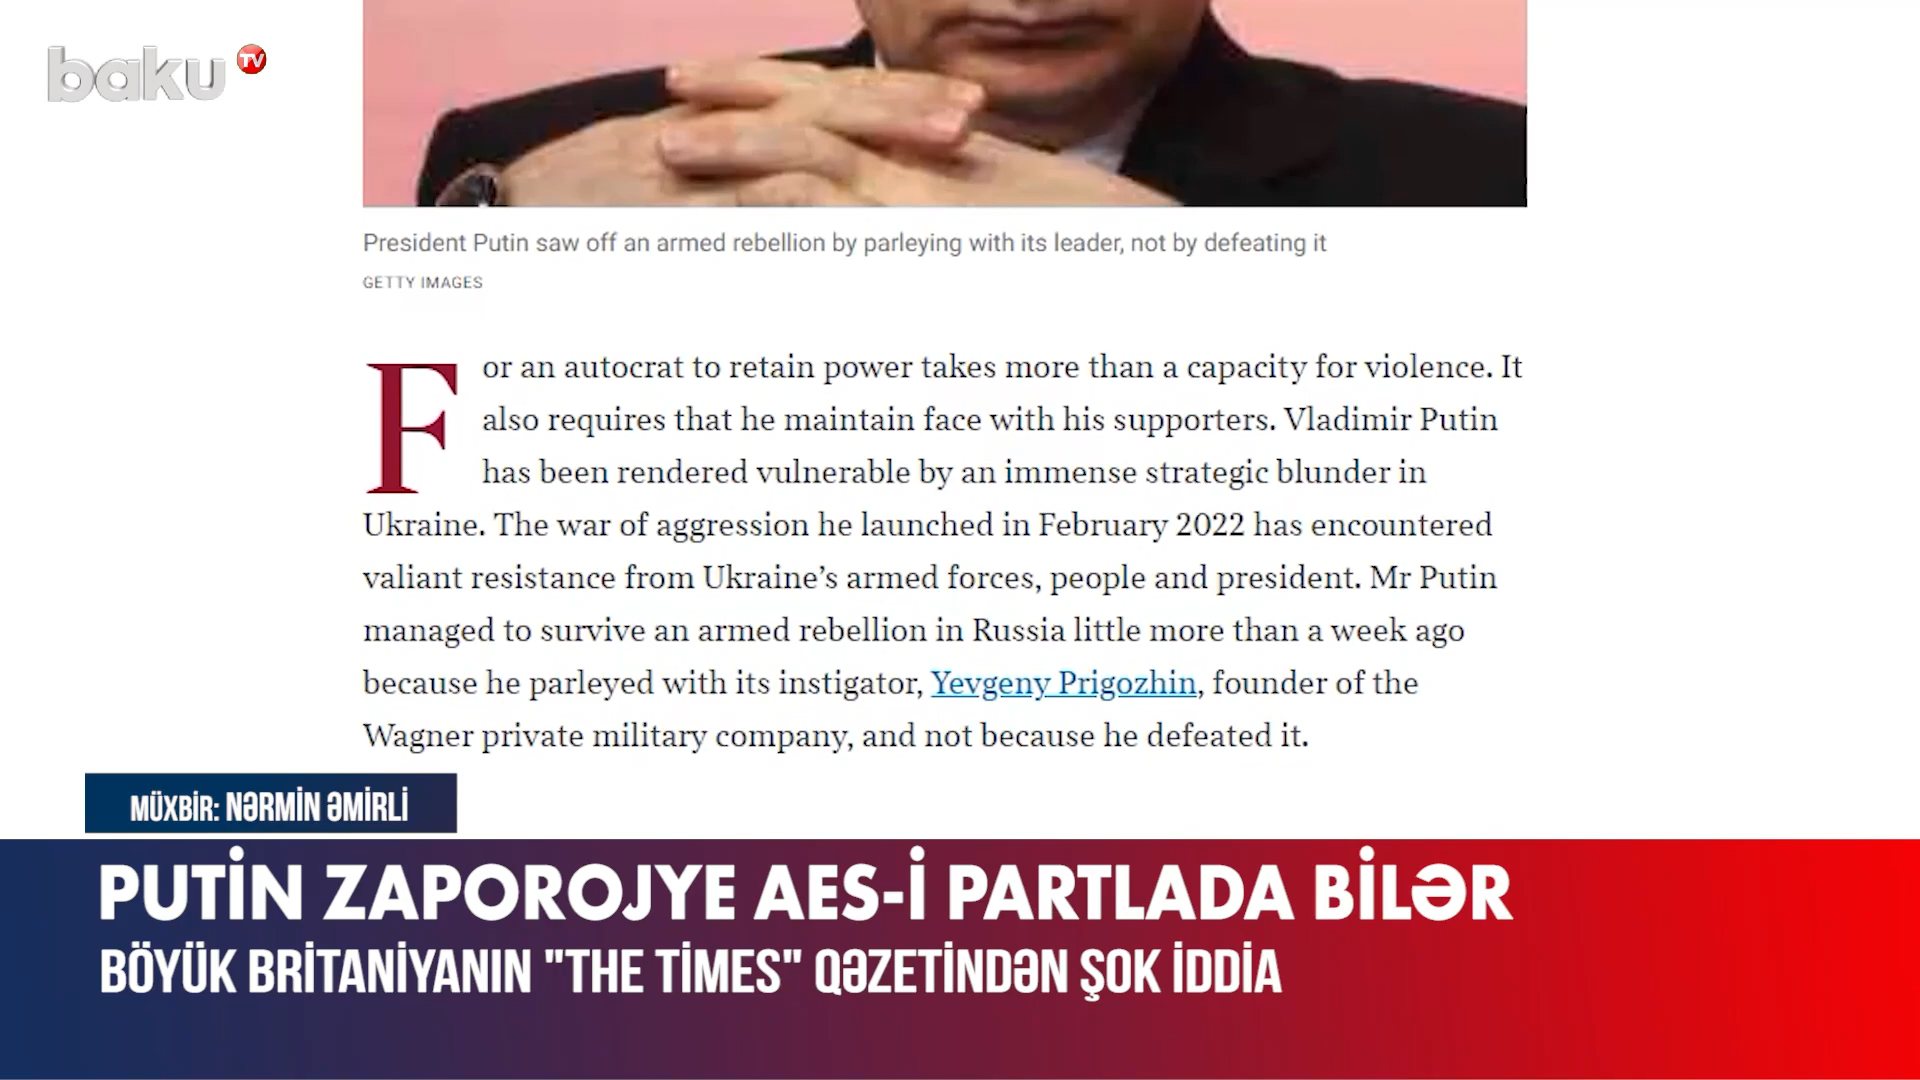 baku TV
President Putin saw off an armed rebellion by parleying with its leader, not by defeating it
GETTY IMAGES
For an autocrat to retain power takes more than a capacity for violence. It
also requires that he maintain face with his supporters. Vladimir Putin
has been rendered vulnerable by an immense strategic blunder in
Ukraine. The war of aggression he launched in February 2022 has encountered
valiant resistance from Ukraine’s armed forces, people and president. Mr Putin
managed to survive an armed rebellion in Russia little more than a week ago
because he parleyed with its instigator, Yevgeny Prigozhin, founder of the
Wagner private military company, and not because he defeated it.
MÜXBİR: NƏRMİN ƏMİRLİ
PUTİN ZAPOROJYE AES-İ PARTLADA BİLƏR
BÖYÜK BRİTANİYANIN "THE TİMES" QƏZETİNDƏN ŞOK İDDİA